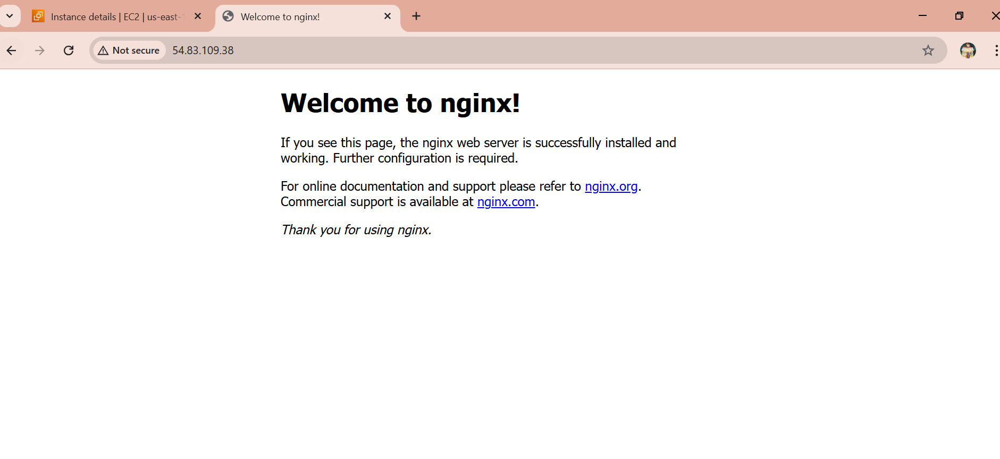 Instance details | EC2 | us-east-1
Welcome to nginx!
Not secure
54.83.109.38
Welcome to nginx!
If you see this page, the nginx web server is successfully installed and
working. Further configuration is required.
For online documentation and support please refer to nginx.org.
Commercial support is available at nginx.com.
Thank you for using nginx.